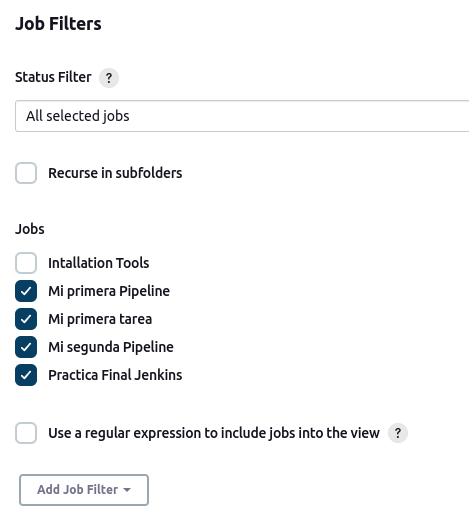 Job Filters
Status Filter ?
All selected jobs
Recurse in subfolders
Jobs
Intallation Tools
Mi primera Pipeline
Mi primera tarea
Mi segunda Pipeline
Practica Final Jenkins
Use a regular expression to include jobs into the view ?
Add Job Filter